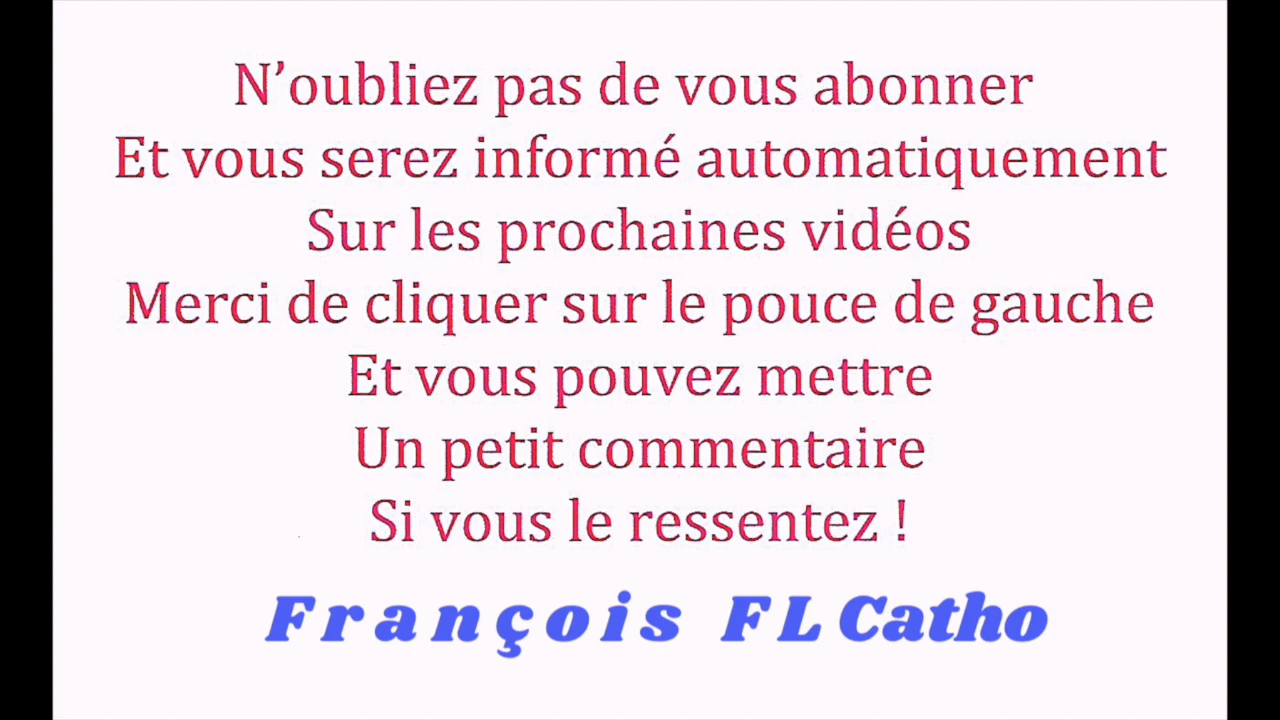 N’oubliez pas de vous abonner
Et vous serez informé automatiquement
Sur les prochaines vidéos
Merci de cliquer sur le pouce de gauche
Et vous pouvez mettre
Un petit commentaire
Si vous le ressentez !
François FLCatho